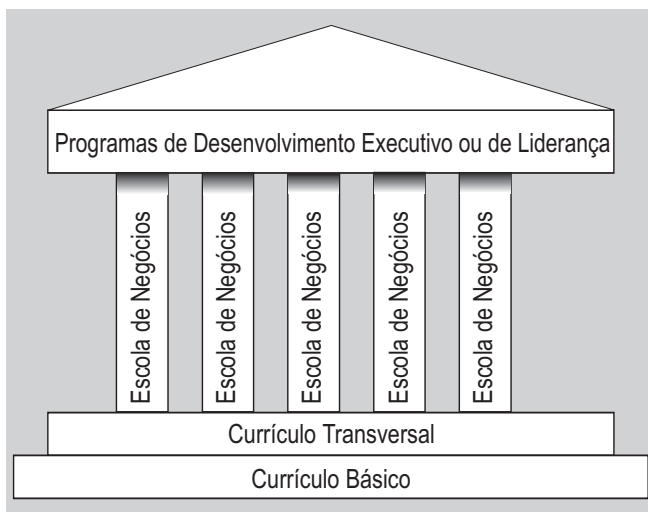 Programas de Desenvolvimento Executivo ou de Liderança
Escola de Negócios
Escola de Negócios
Escola de Negócios
Escola de Negócios
Escola de Negócios
Currículo Transversal
Currículo Básico